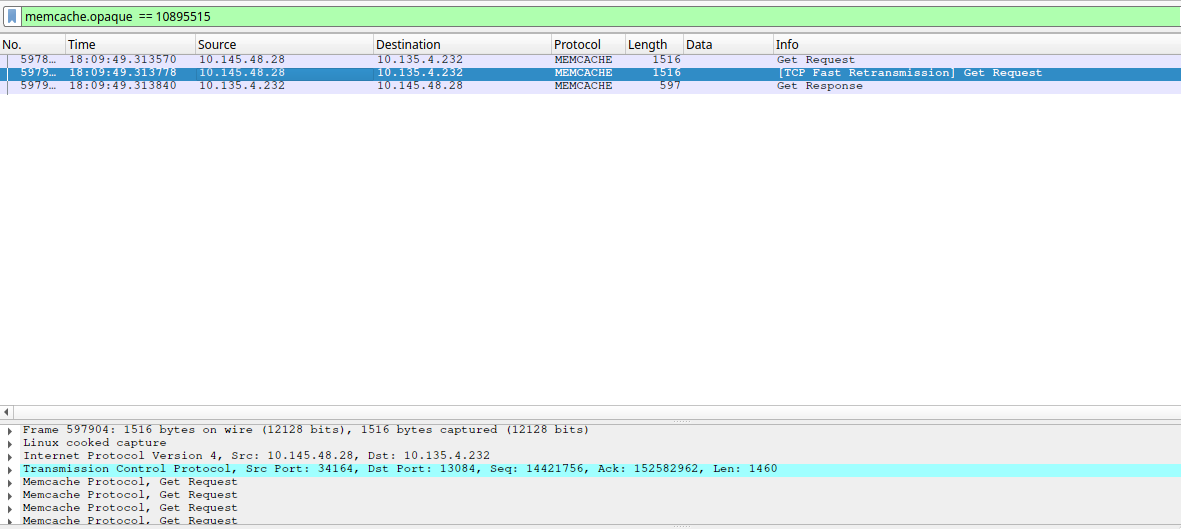 memcache.opaque == 10895515
No. Time Source Destination Protocol Length Data Info
5978… 18:09:49.313570 10.145.48.28 10.135.4.232 MEMCACHE 1516 Get Request
5979… 18:09:49.313778 10.145.48.28 10.135.4.232 MEMCACHE 1516 [TCP Fast Retransmission] Get Request
5979… 18:09:49.313840 10.135.4.232 10.145.48.28 MEMCACHE 597 Get Response
Frame 597904: 1516 bytes on wire (12128 bits), 1516 bytes captured (12128 bits)
Linux cooked capture
Internet Protocol Version 4, Src: 10.145.48.28, Dst: 10.135.4.232
Transmission Control Protocol, Src Port: 34164, Dst Port: 13084, Seq: 14421756, Ack: 152582962, Len: 1460
Memcache Protocol, Get Request
Memcache Protocol, Get Request
Memcache Protocol, Get Request
Memcache Protocol, Get Request